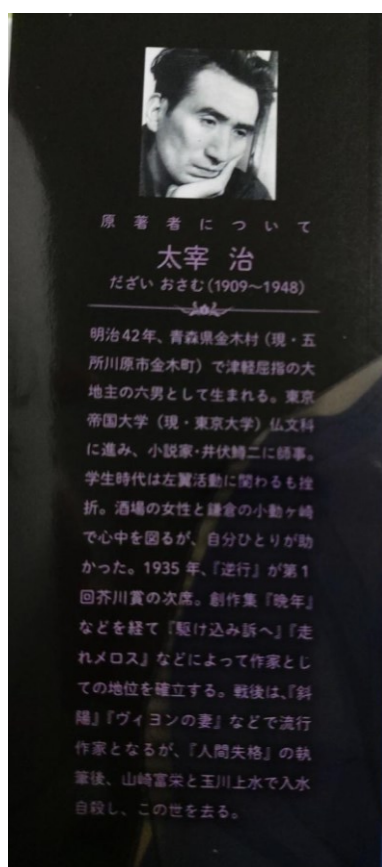 原著者について
太宰 治
だざい おさむ（1909〜1948）
明治42年、青森県金木村（現・五
所川原市金木町）で津軽屈指の大
地主の六男として生まれる。東京
帝国大学（現・東京大学）仏文科
に進み、小説家・井伏鱒二に師事。
学生時代は左翼活動に関わるも挫
折。酒場の女性と鎌倉の小動ヶ崎
で心中を図るが、自分ひとりが助
かった。1935 年、『逆行』が第1
回芥川賞の次席。創作集『晩年』
などを経て『駆け込み訴へ』『走
れメロス』などによって作家とし
ての地位を確立する。戦後は、『斜
陽』『ヴィヨンの妻』などで流行
作家となるが、『人間失格』の執
筆後、山崎富栄と玉川上水で入水
自殺し、この世を去る。